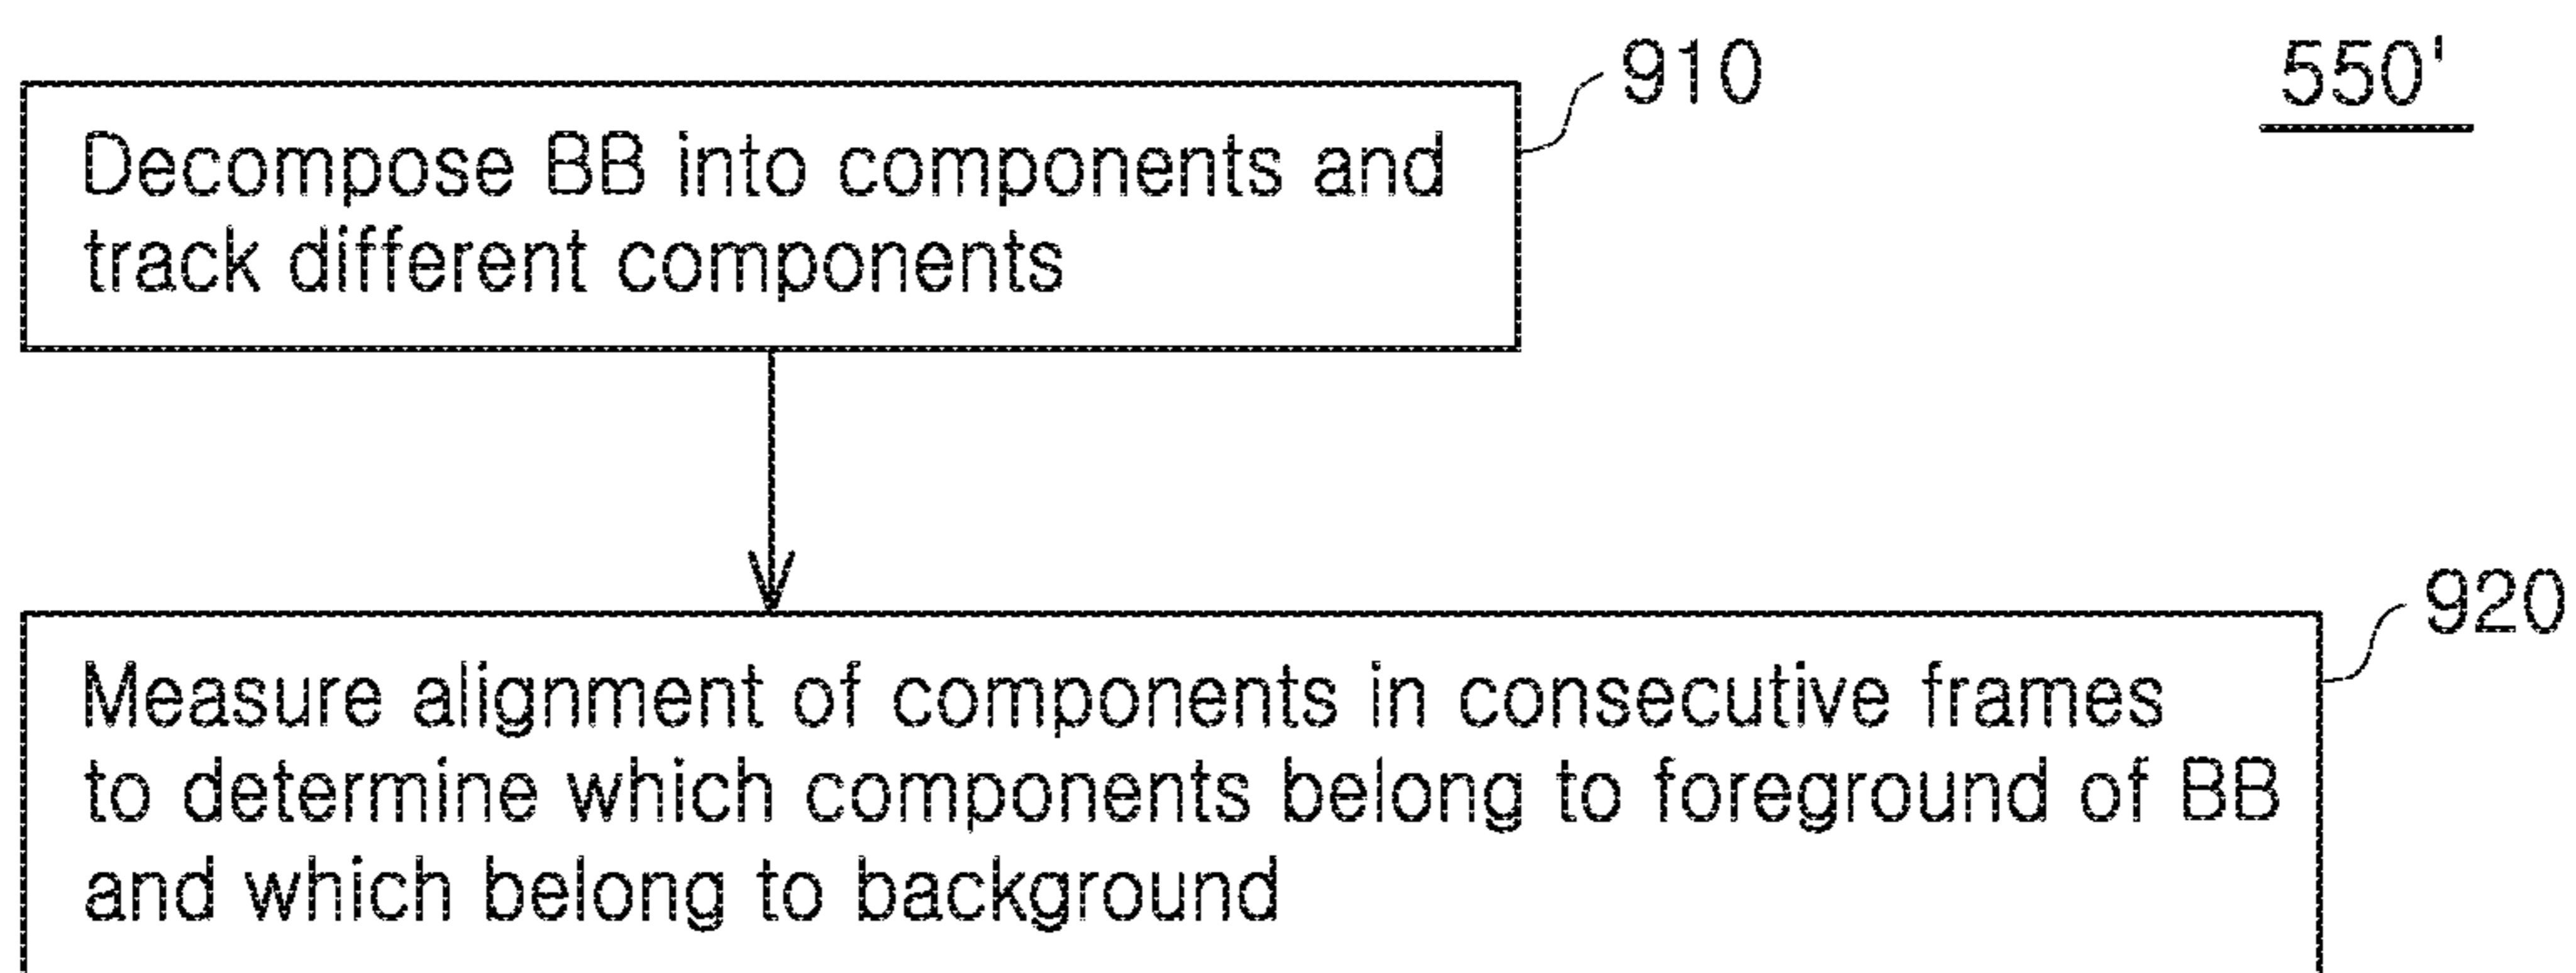 910
550'
Decompose BB into components and
track different components
920
Measure alignment of components in consecutive frames
to determine which components belong to foreground of BB
and which belong to background